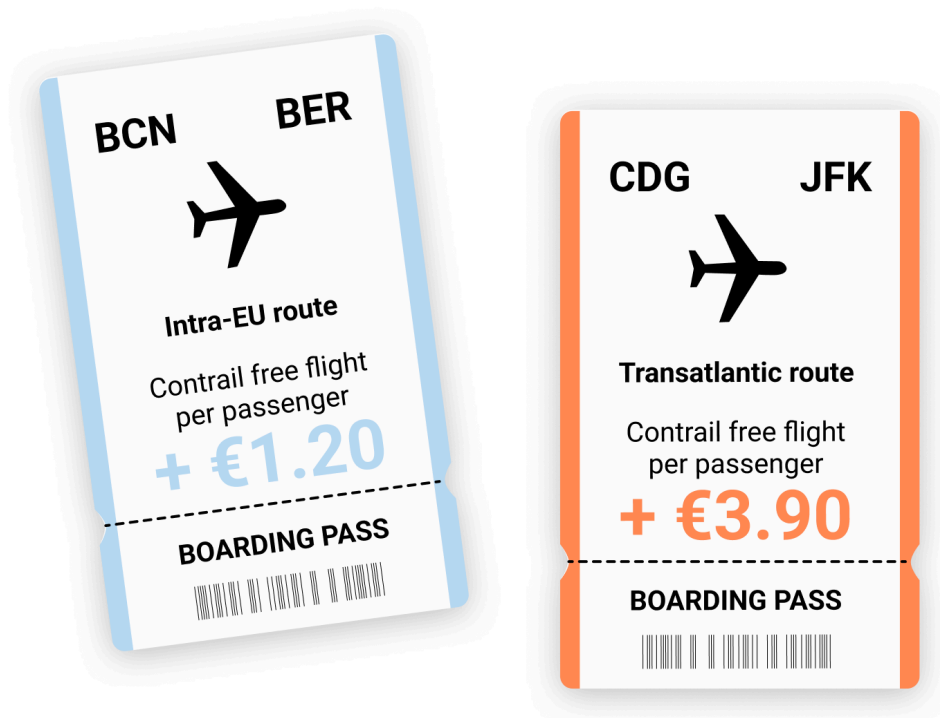 BCN BER
Intra-EU route
Contrail free flight
per passenger
+ €1.20
BOARDING PASS
CDG JFK
Transatlantic route
Contrail free flight
per passenger
+ €3.90
BOARDING PASS